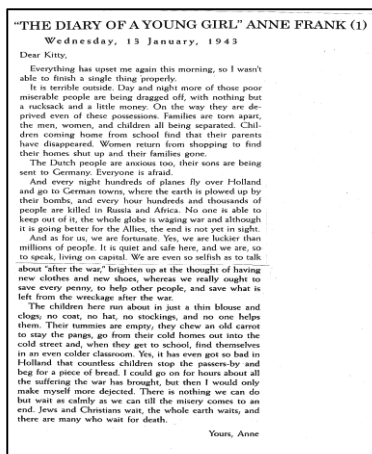 "THE DIARY OF A YOUNG GIRL" ANNE FRANK (1)
Wednesday, 13 January, 1943
Dear Kitty,
Everything has upset me again this morning, so I wasn't
able to finish a single thing properly.
It is terrible outside. Day and night more of those poor
miserable people are being dragged off, with nothing but
a rucksack and a little money. On the way they are de-
prived even of these possessions. Families are torn apart,
the men, women, and children all being separated. Chil-
dren coming home from school find that their parents
have disappeared. Women return from shopping to find
their homes shut up and their families gone.
The Dutch people are anxious too, their sons are being
sent to Germany. Everyone is afraid.
And every night hundreds of planes fly over Holland
and go to German towns, where the earth is plowed up by
their bombs, and every hour hundreds and thousands of
people are killed in Russia and Africa. No one is able to
keep out of it, the whole globe is waging war and although
it is going better for the Allies, the end is not yet in sight.
And as for us, we are fortunate. Yes, we are luckier than
millions of people. It is quiet and safe here, and we are, so
to speak, living on capital. We are even so selfish as to talk
about "after the war," brighten up at the thought of having
new clothes and new shoes, whereas we really ought to
save every penny, to help other people, and save what is
left from the wreckage after the war.
The children here run about in just a thin blouse and
clogs; no coat, no hat, no stockings, and no one helps
them. Their tummies are empty; they chew an old carrot
to stay the pangs, go from their cold homes out into the
cold street and, when they get to school, find themselves
in an even colder classroom. Yes, it has even got so bad in
Holland that countless children stop the passers-by and
beg for a piece of bread. I could go on for hours about all
the suffering the war has brought, but then I would only
make myself more dejected. There is nothing we can do
but wait as calmly as we can till the misery comes to an
end. Jews and Christians wait, the whole earth waits; and
there are many who wait for death.
Yours, Anne